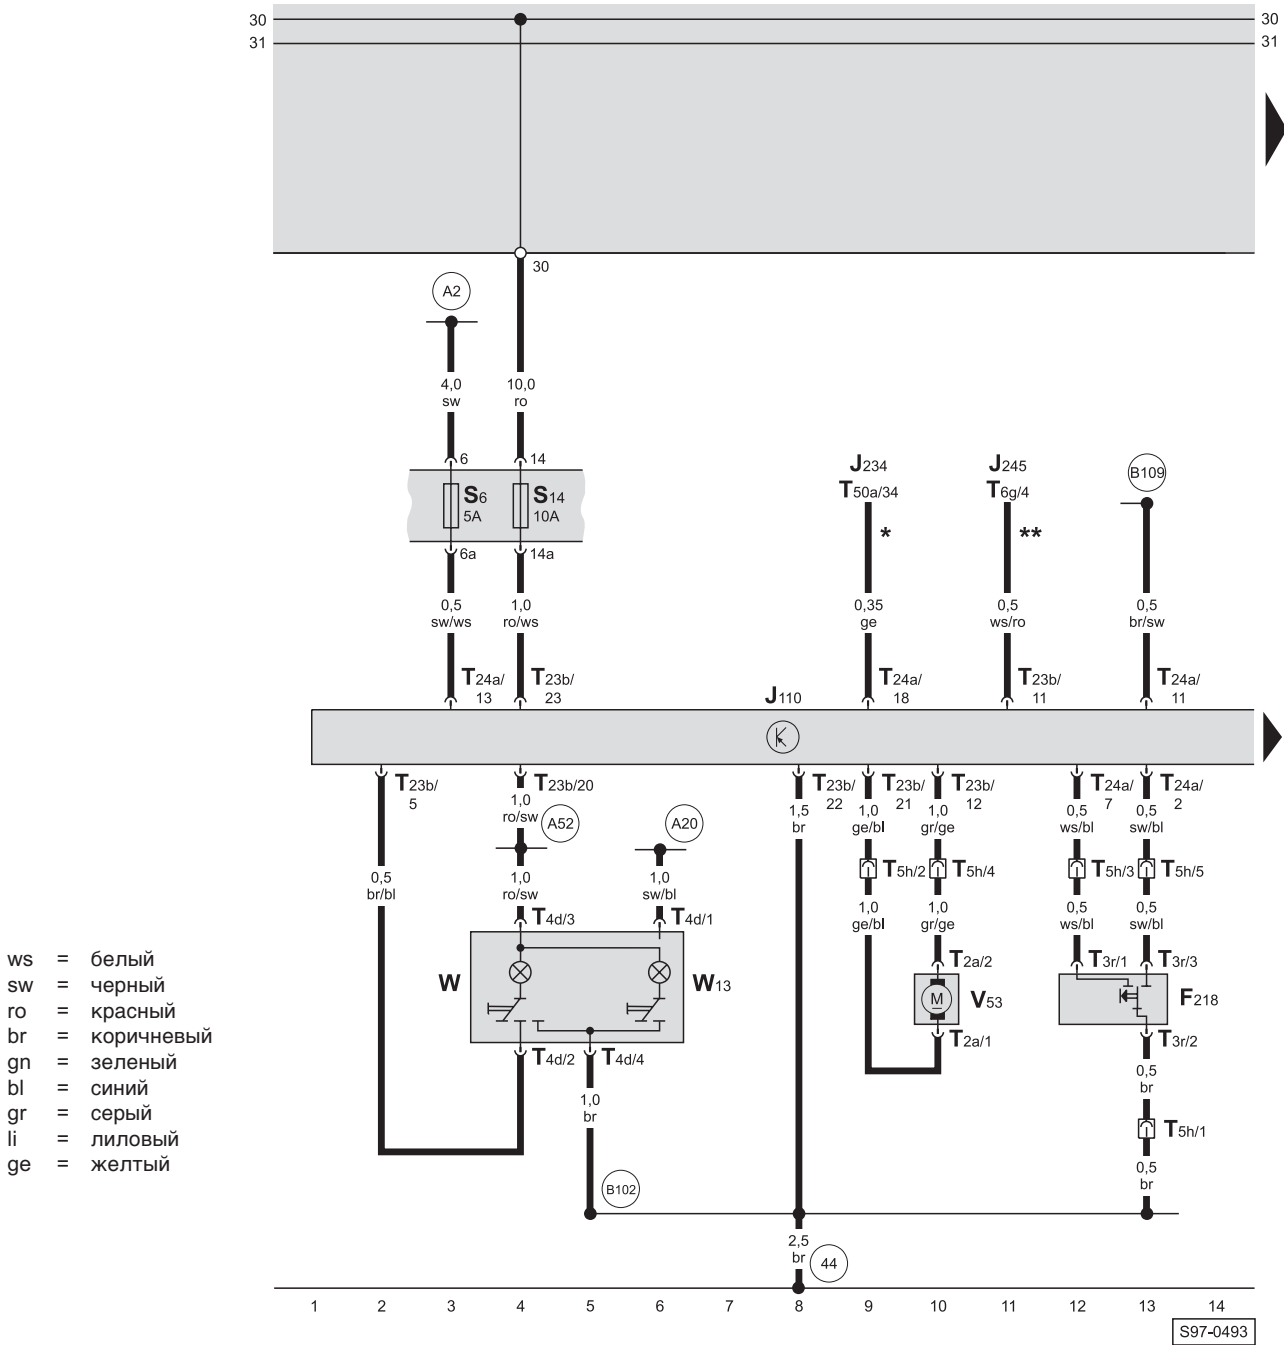 30 30
31 31
30
A2
4,0 10,0
sw ro
6 14
S6 S14
5A 10A
6a 14a
J234 J245 B109
T50a/34 T6g/4
* **
0,5 1,0 0,35 0,5 0,5
sw/ws ro/ws ge ws/ro br/sw
T24a/ T23b/ J110 T24a/ T23b/ T24a/
13 23 18 11 11
T23b/ T23b/20 T23b/ T23b/ T23b/ T24a/ T24a/
5 22 21 12 7 2
1,0 1,5 1,0 1,0 0,5 0,5
ro/sw br ge/bl gr/ge ws/bl sw/bl
A52 A20
0,5 1,0 1,0 T5h/2 T5h/4 T5h/3 T5h/5
br/bl ro/sw sw/bl
1,0 1,0 0,5 0,5
ge/bl gr/ge ws/bl sw/bl
T4d/3 T4d/1
T2a/2 T3r/1 T3r/3
W W13
M V53 F218
T2a/1 T3r/2
T4d/2 T4d/4
0,5
br
1,0
br
T5h/1
0,5
br
B102
2,5
br
44
1 2 3 4 5 6 7 8 9 10 11 12 13 14
S97-0493
ws = белый
sw = черный
ro = красный
br = коричневый
gn = зеленый
bl = синий
gr = серый
li = лиловый
ge = желтый